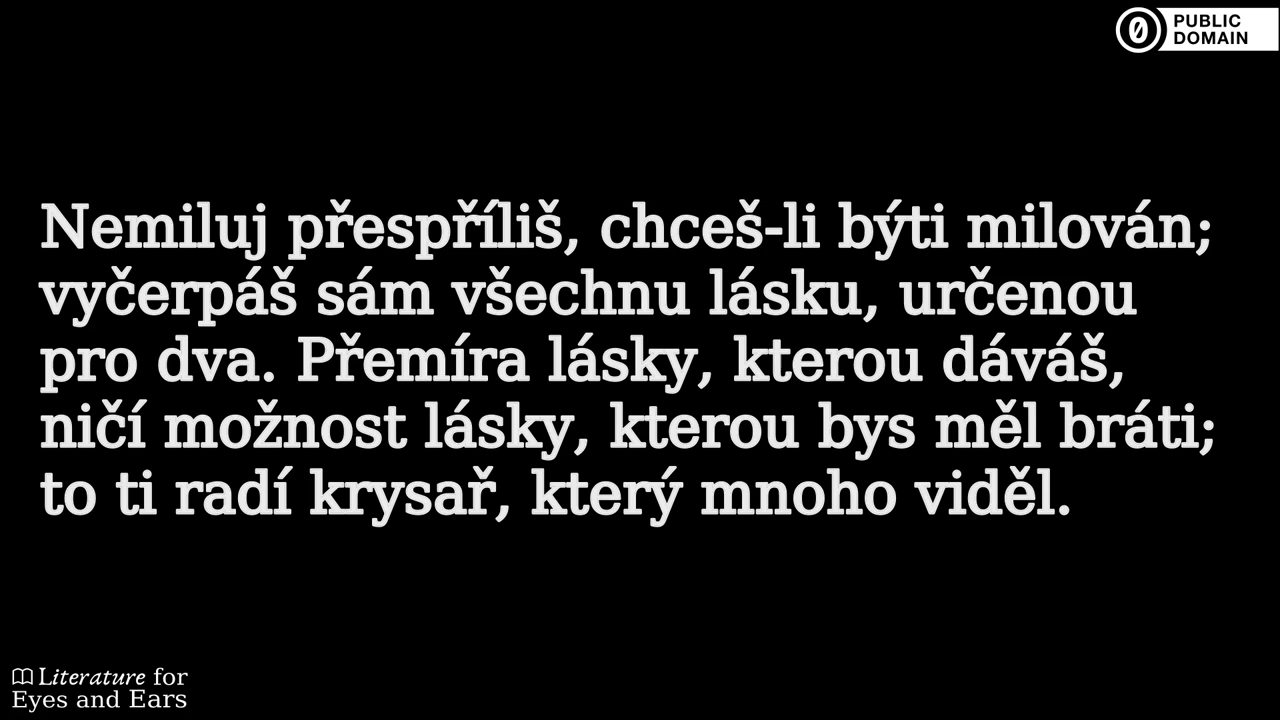 PUBLIC
DOMAIN
Nemiluj přespříliš, chceš-li býti milován;
vyčerpáš sám všechnu lásku, určenou
pro dva. Přemíra lásky, kterou dáváš,
ničí možnost lásky, kterou bys měl bráti;
to ti radí krysař, který mnoho viděl.
Literature for
Eyes and Ears